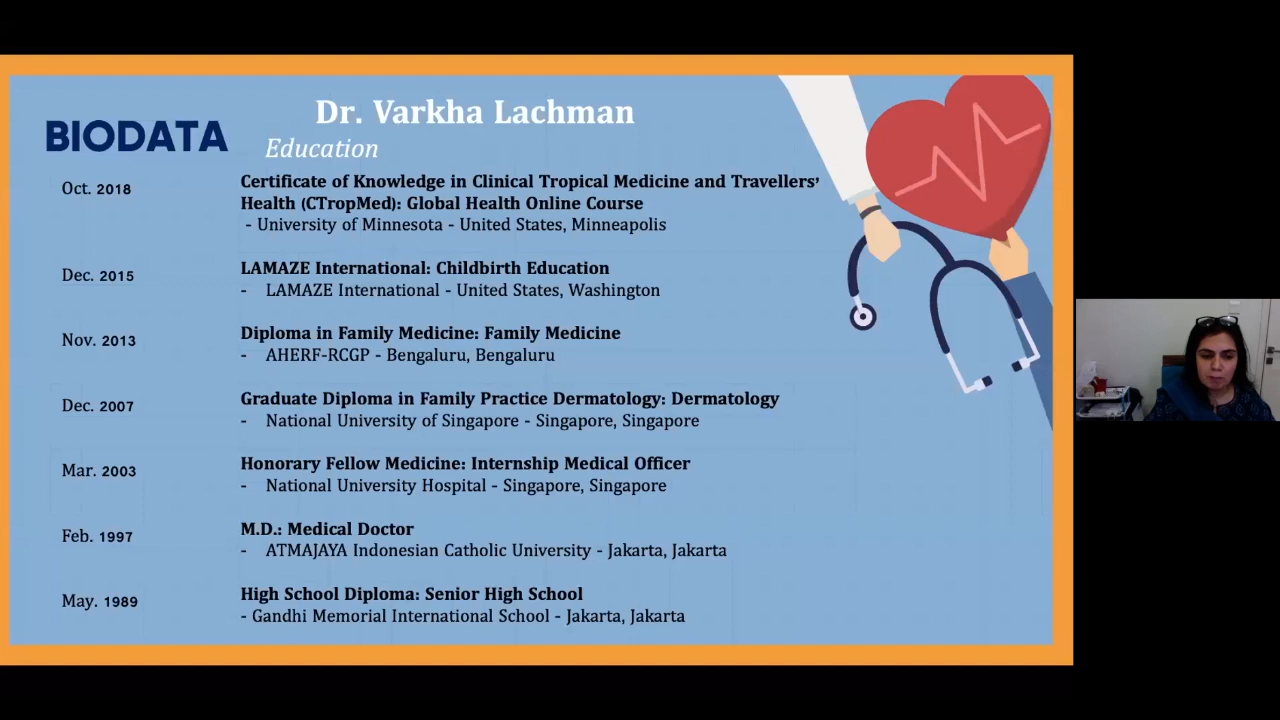 Dr. Varkha Lachman
BIODATA
Education
Oct. 2018
Certificate of Knowledge in Clinical Tropical Medicine and Travellers'
Health (CTropMed): Global Health Online Course
- University of Minnesota - United States, Minneapolis
Dec. 2015
LAMAZE International: Childbirth Education
- LAMAZE International - United States, Washington
Nov. 2013
Diploma in Family Medicine: Family Medicine
- AHERF-RCGP - Bengaluru, Bengaluru
Dec. 2007
Graduate Diploma in Family Practice Dermatology: Dermatology
- National University of Singapore - Singapore, Singapore
Mar. 2003
Honorary Fellow Medicine: Internship Medical Officer
- National University Hospital - Singapore, Singapore
Feb. 1997
M.D.: Medical Doctor
- ATMAJAYA Indonesian Catholic University - Jakarta, Jakarta
May. 1989
High School Diploma: Senior High School
- Gandhi Memorial International School - Jakarta, Jakarta